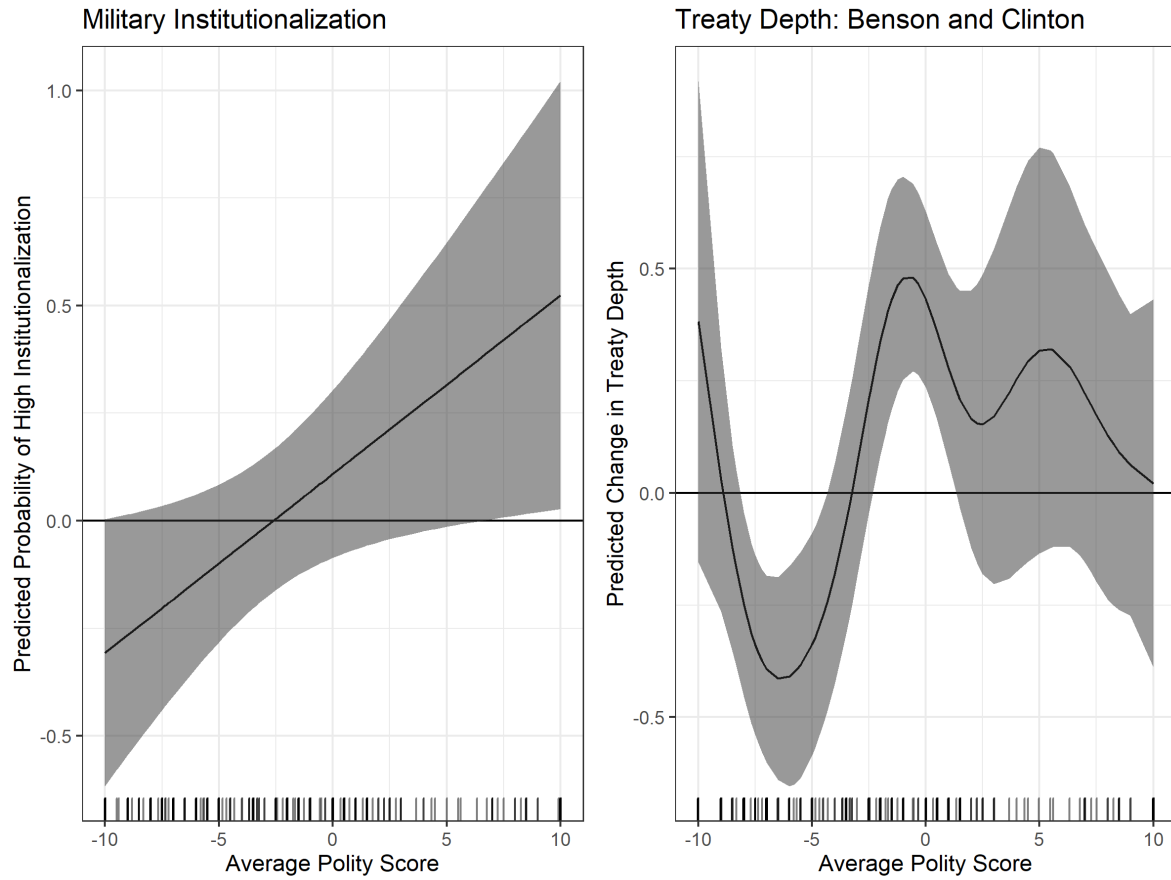 Military Institutionalization
Predicted Probability of High Institutionalization
1.0
0.5
0.0
-0.5
-10
-5
0
5
10
Average Polity Score
Treaty Depth: Benson and Clinton
Predicted Change in Treaty Depth
0.5
0.0
-0.5
-10
-5
0
5
10
Average Polity Score